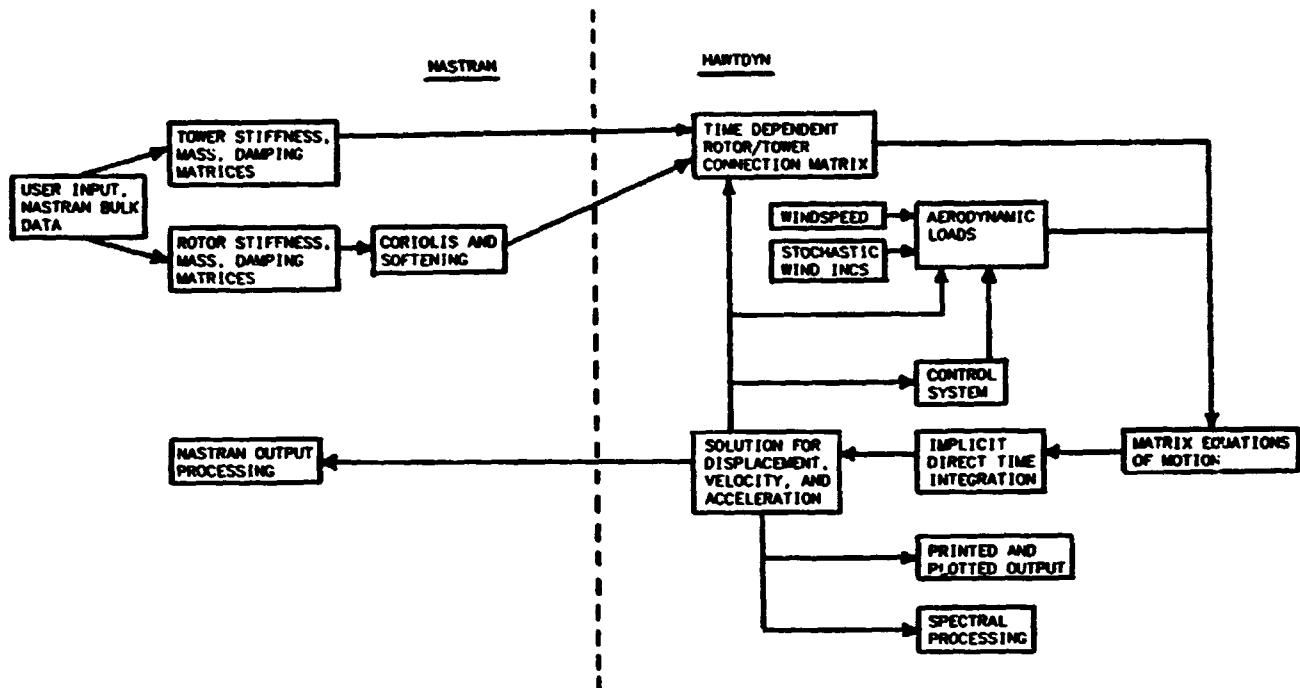 NASTRAN
HAWTDYN
TOWER STIFFNESS,
MASS, DAMPING
MATRICES
USER INPUT,
NASTRAN BULK
DATA
ROTOR STIFFNESS,
MASS, DAMPING
MATRICES
CORIOLIS AND
SOFTENING
TIME DEPENDENT
ROTOR/TOWER
CONNECTION MATRIX
WINDSPEED
STOCHASTIC
WIND INCS
AERODYNAMIC
LOADS
CONTROL
SYSTEM
NASTRAN OUTPUT
PROCESSING
SOLUTION FOR
DISPLACEMENT,
VELOCITY, AND
ACCELERATION
IMPLICIT
DIRECT TIME
INTEGRATION
MATRIX EQUATIONS
OF MOTION
PRINTED AND
PLOTTED OUTPUT
SPECTRAL
PROCESSING